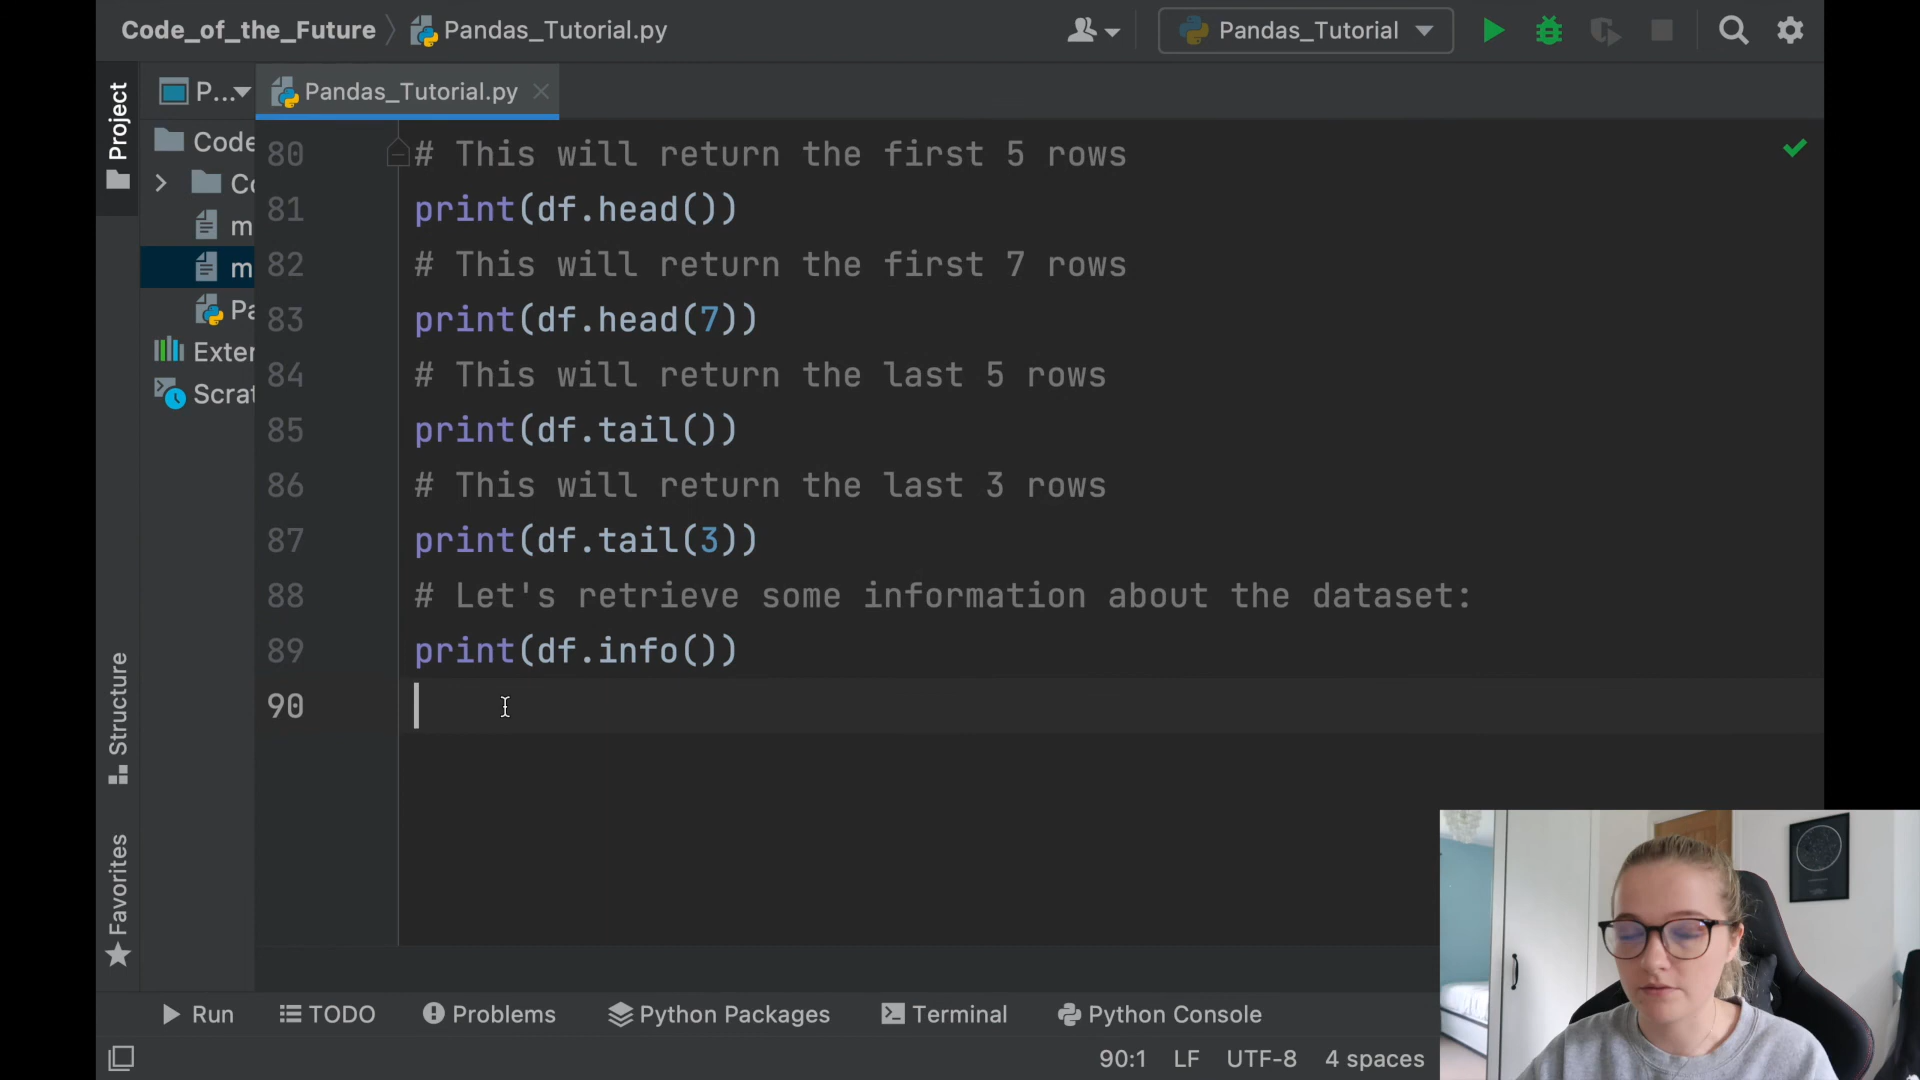 Code_of_the_Future
Pandas_Tutorial.py
Pandas_Tutorial
Project
P...
Pandas_Tutorial.py
Code
Co
m
m
Pa
Exter
Scrat
80 # This will return the first 5 rows
81 print(df.head())
82 # This will return the first 7 rows
83 print(df.head(7))
84 # This will return the last 5 rows
85 print(df.tail())
86 # This will return the last 3 rows
87 print(df.tail(3))
88 # Let's retrieve some information about the dataset:
89 print(df.info())
90
Structure
Favorites
Run TODO Problems Python Packages Terminal Python Console
90:1 LF UTF-8 4 spaces